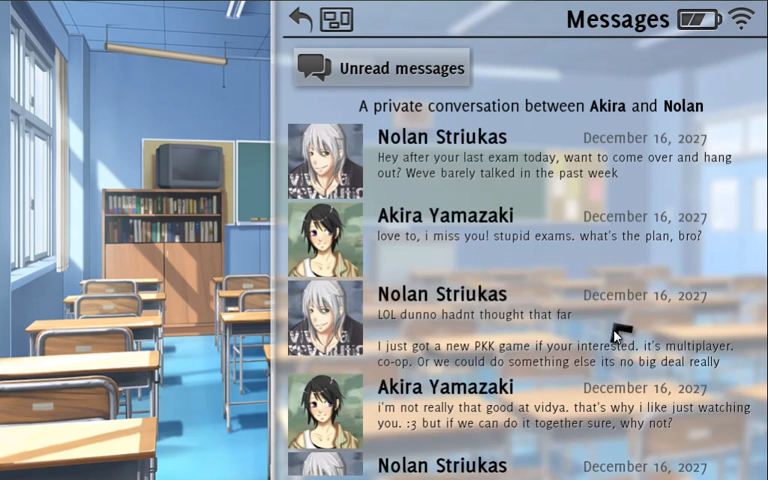 Messages
Unread messages
A private conversation between Akira and Nolan
Nolan Striukas
December 16, 2027
Hey after your last exam today, want to come over and hang
out? Weve barely talked in the past week
Akira Yamazaki
December 16, 2027
love to, i miss you! stupid exams. what's the plan, bro?
Nolan Striukas
December 16, 2027
LOL dunno hadnt thought that far
I just got a new PKK game if your interested. it's multiplayer.
co-op. Or we could do something else its no big deal really
Akira Yamazaki
December 16, 2027
i'm not really that good at vidya. that's why i like just watching
you. :3 but if we can do it together sure, why not?
Nolan Striukas
December 16, 2027